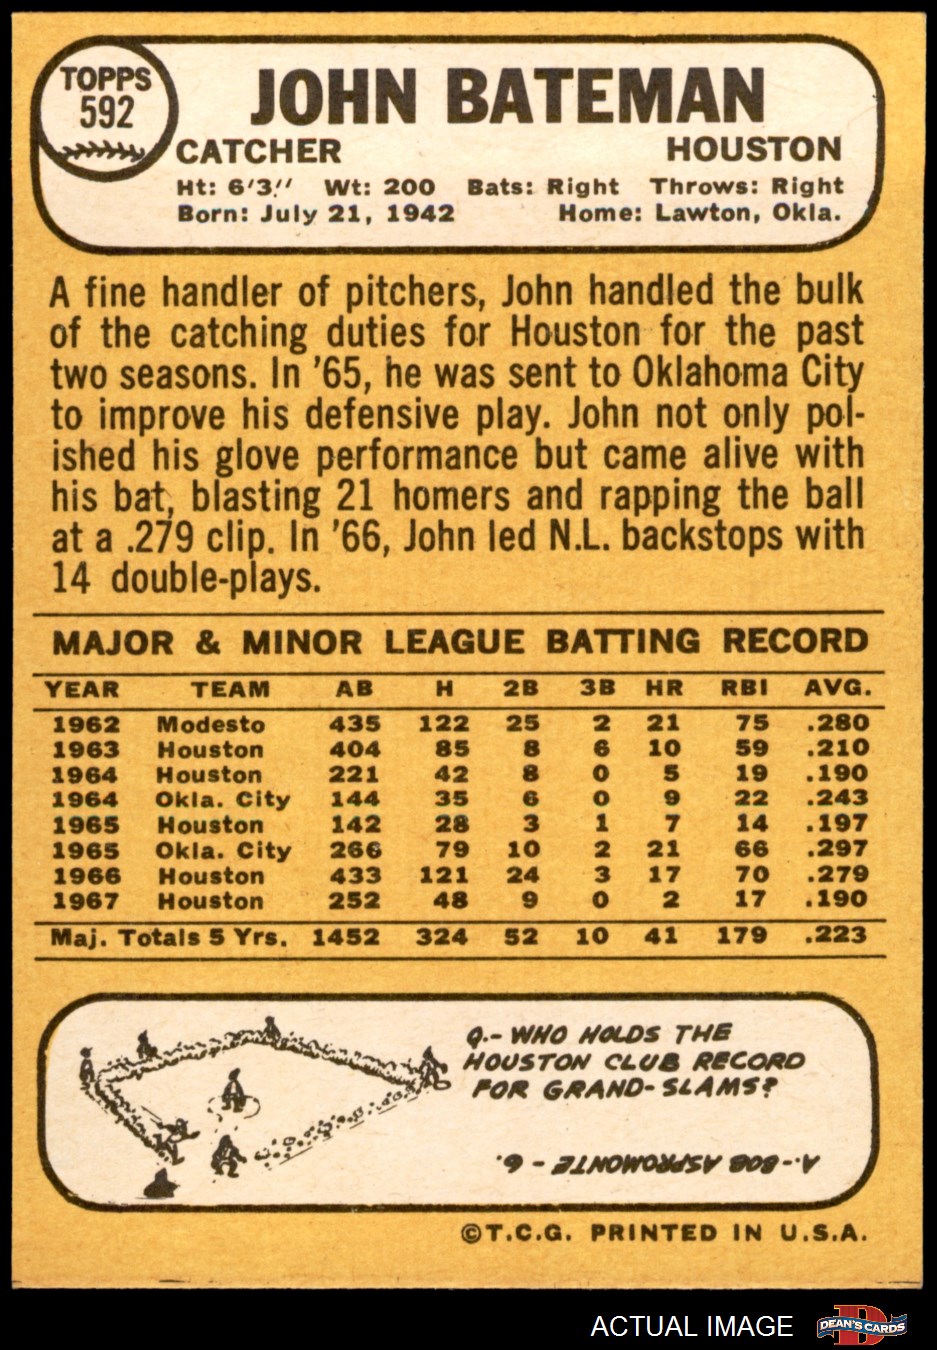 TOPPS
592
JOHN BATEMAN
CATCHER HOUSTON
Ht: 6'3" Wt: 200 Bats: Right Throws: Right
Born: July 21, 1942 Home: Lawton, Okla.
A fine handler of pitchers, John handled the bulk
of the catching duties for Houston for the past
two seasons. In '65, he was sent to Oklahoma City
to improve his defensive play. John not only pol-
ished his glove performance but came alive with
his bat, blasting 21 homers and rapping the ball
at a .279 clip. In '66, John led N.L. backstops with
14 double-plays.
MAJOR & MINOR LEAGUE BATTING RECORD
YEAR TEAM AB H 2B 3B HR RBI AVG.
1962 Modesto 435 122 25 2 21 75 .280
1963 Houston 404 85 8 6 10 59 .210
1964 Houston 221 42 8 0 5 19 .190
1964 Okla. City 144 35 6 0 9 22 .243
1965 Houston 142 28 3 1 7 14 .197
1965 Okla. City 266 79 10 2 21 66 .297
1966 Houston 433 121 24 3 17 70 .279
1967 Houston 252 48 9 0 2 17 .190
Maj. Totals 5 Yrs. 1452 324 52 10 41 179 .223
Q.- WHO HOLDS THE
HOUSTON CLUB RECORD
FOR GRAND-SLAMS?
A.- BOB ASPROMONTE - 6.
©T.C.G. PRINTED IN U.S.A.
ACTUAL IMAGE
D
DEAN'S CARDS